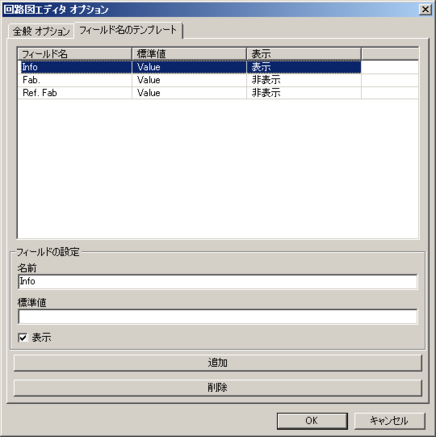 回路図エディタ オプション
全般 オプション フィールド名のテンプレート
フィールド名 標準値 表示
Info Value 表示
Fab. Value 非表示
Ref. Fab Value 非表示
フィールドの設定
名前
Info
標準値
表示
追加
削除
OK キャンセル